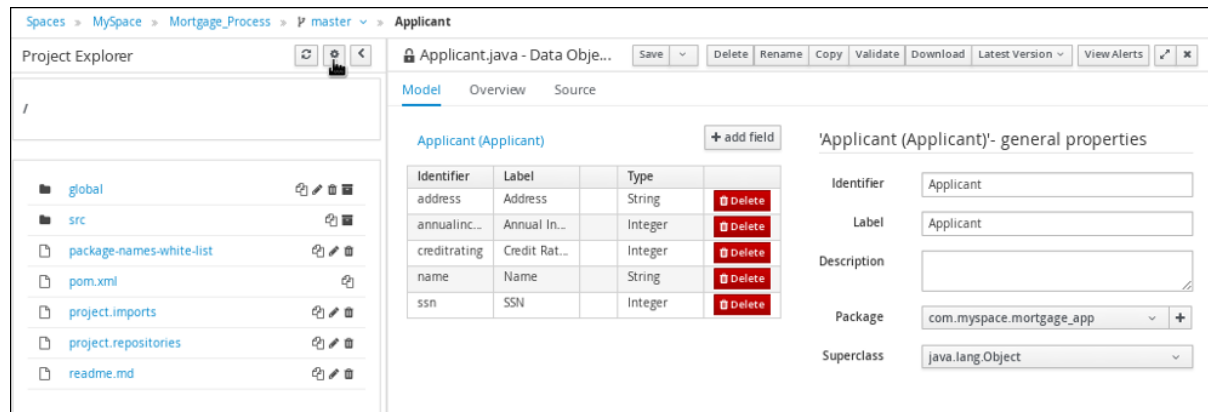 Spaces » MySpace » Mortgage_Process » master » Applicant
Project Explorer
/
global
src
package-names-white-list
pom.xml
project.imports
project.repositories
readme.md
Applicant.java - Data Obje...
Save Delete Rename Copy Validate Download Latest Version View Alerts
Model Overview Source
Applicant (Applicant)
+ add field
Identifier Label Type
address Address String Delete
annualinc... Annual In... Integer Delete
creditrating Credit Rat... Integer Delete
name Name String Delete
ssn SSN Integer Delete
'Applicant (Applicant)'- general properties
Identifier Applicant
Label Applicant
Description
Package com.myspace.mortgage_app +
Superclass java.lang.Object